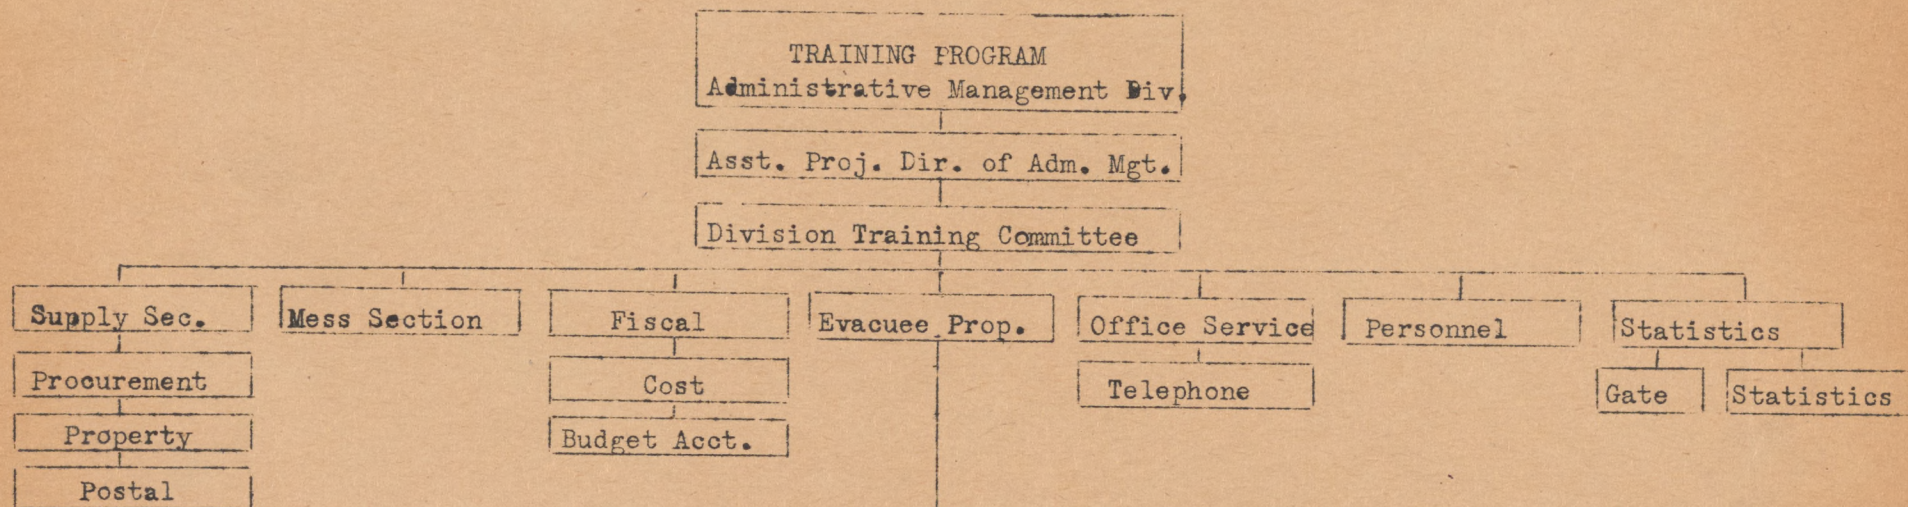 TRAINING PROGRAM
Administrative Management Div.
Asst. Proj. Dir. of Adm. Mgt.
Division Training Committee
Supply Sec.
Mess Section
Fiscal
Evacuee Prop.
Office Service
Personnel
Statistics
Procurement
Cost
Telephone
Gate
Statistics
Property
Budget Acct.
Postal